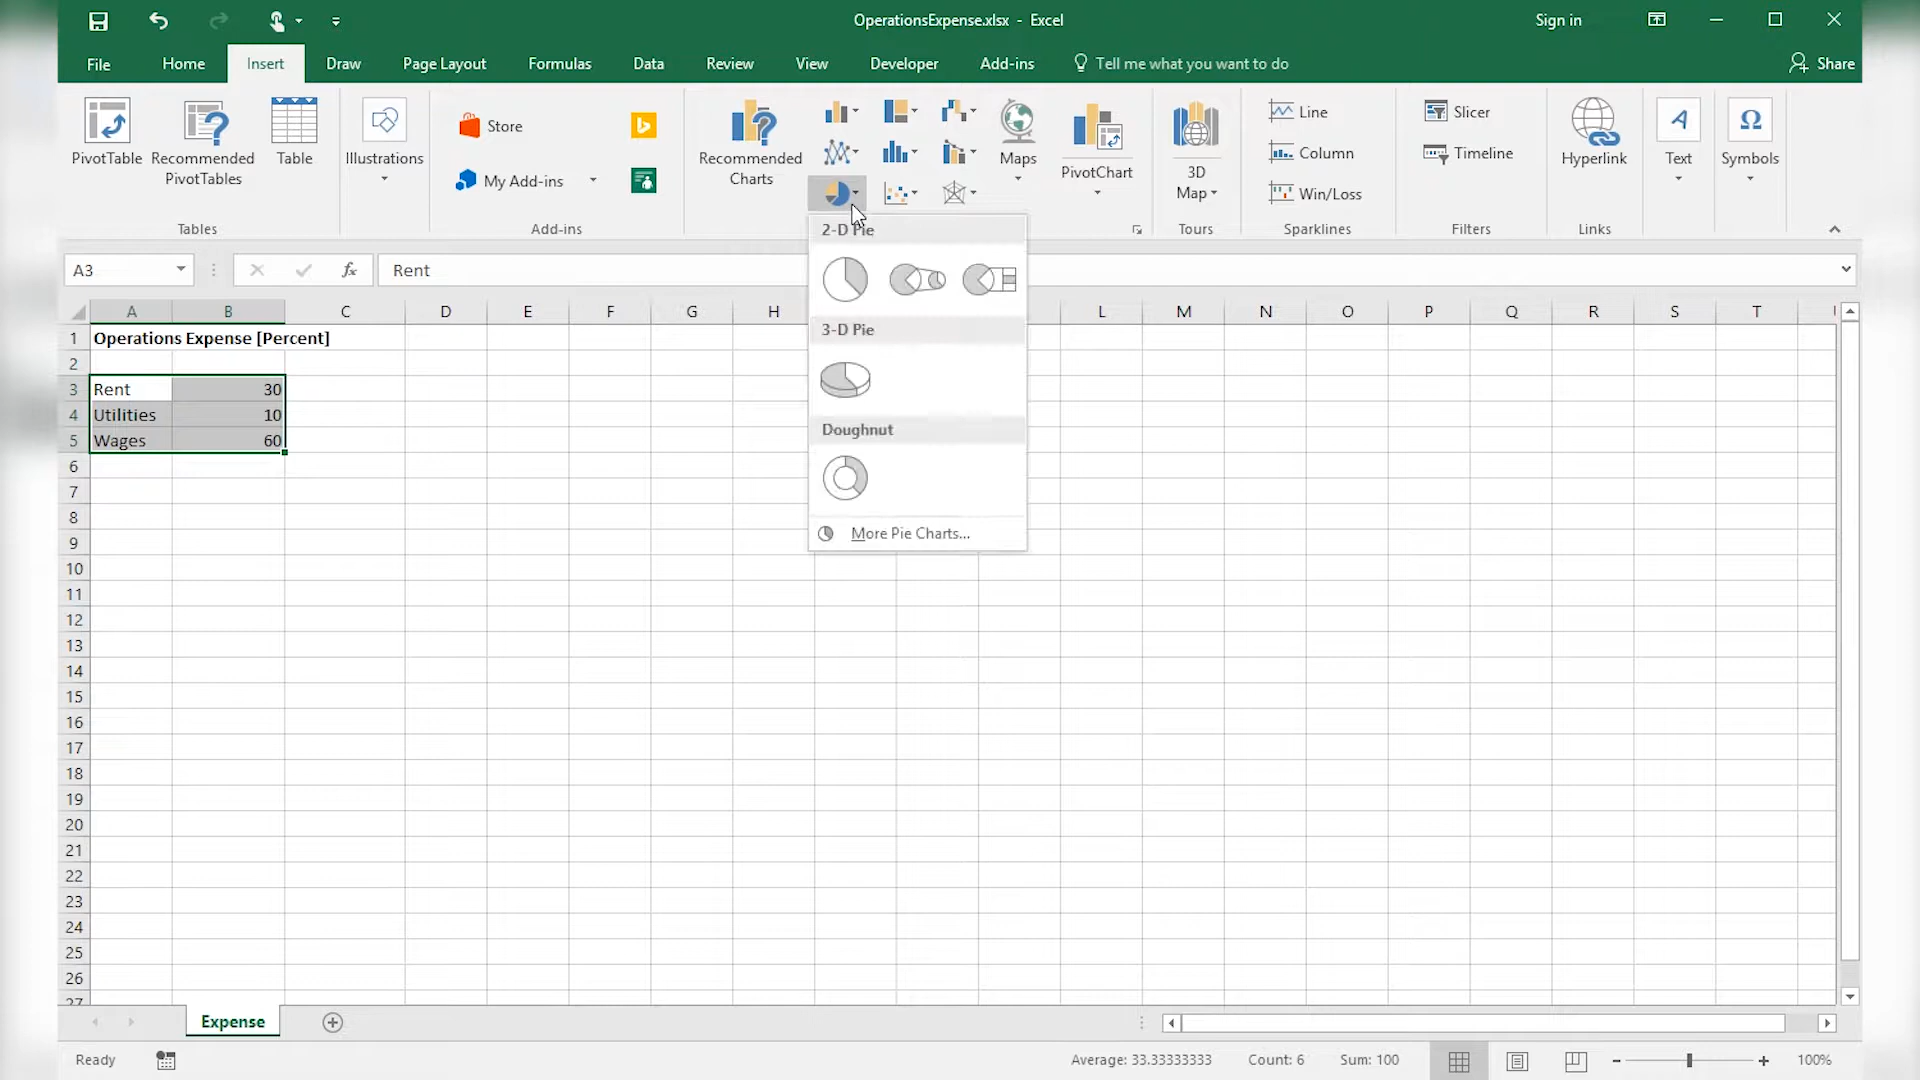 OperationsExpense.xlsx - Excel
Sign in
File Home Insert Draw Page Layout Formulas Data Review View Developer Add-ins Tell me what you want to do Share
PivotTable
Recommended
PivotTables
Table
Tables
Illustrations
Store
My Add-ins
Add-ins
Recommended
Charts
Maps
PivotChart
3D
Map
Tours
Line
Column
Win/Loss
Sparklines
Slicer
Timeline
Filters
Hyperlink
Links
Text
Symbols
2-D Pie
3-D Pie
Doughnut
More Pie Charts...
A3 fx Rent
A B C D E F G H L M N O P Q R S T
1 Operations Expense [Percent]
2
3 Rent 30
4 Utilities 10
5 Wages 60
6
7
8
9
10
11
12
13
14
15
16
17
18
19
20
21
22
23
24
25
26
27
Expense
Ready Average: 33.33333333 Count: 6 Sum: 100 100%